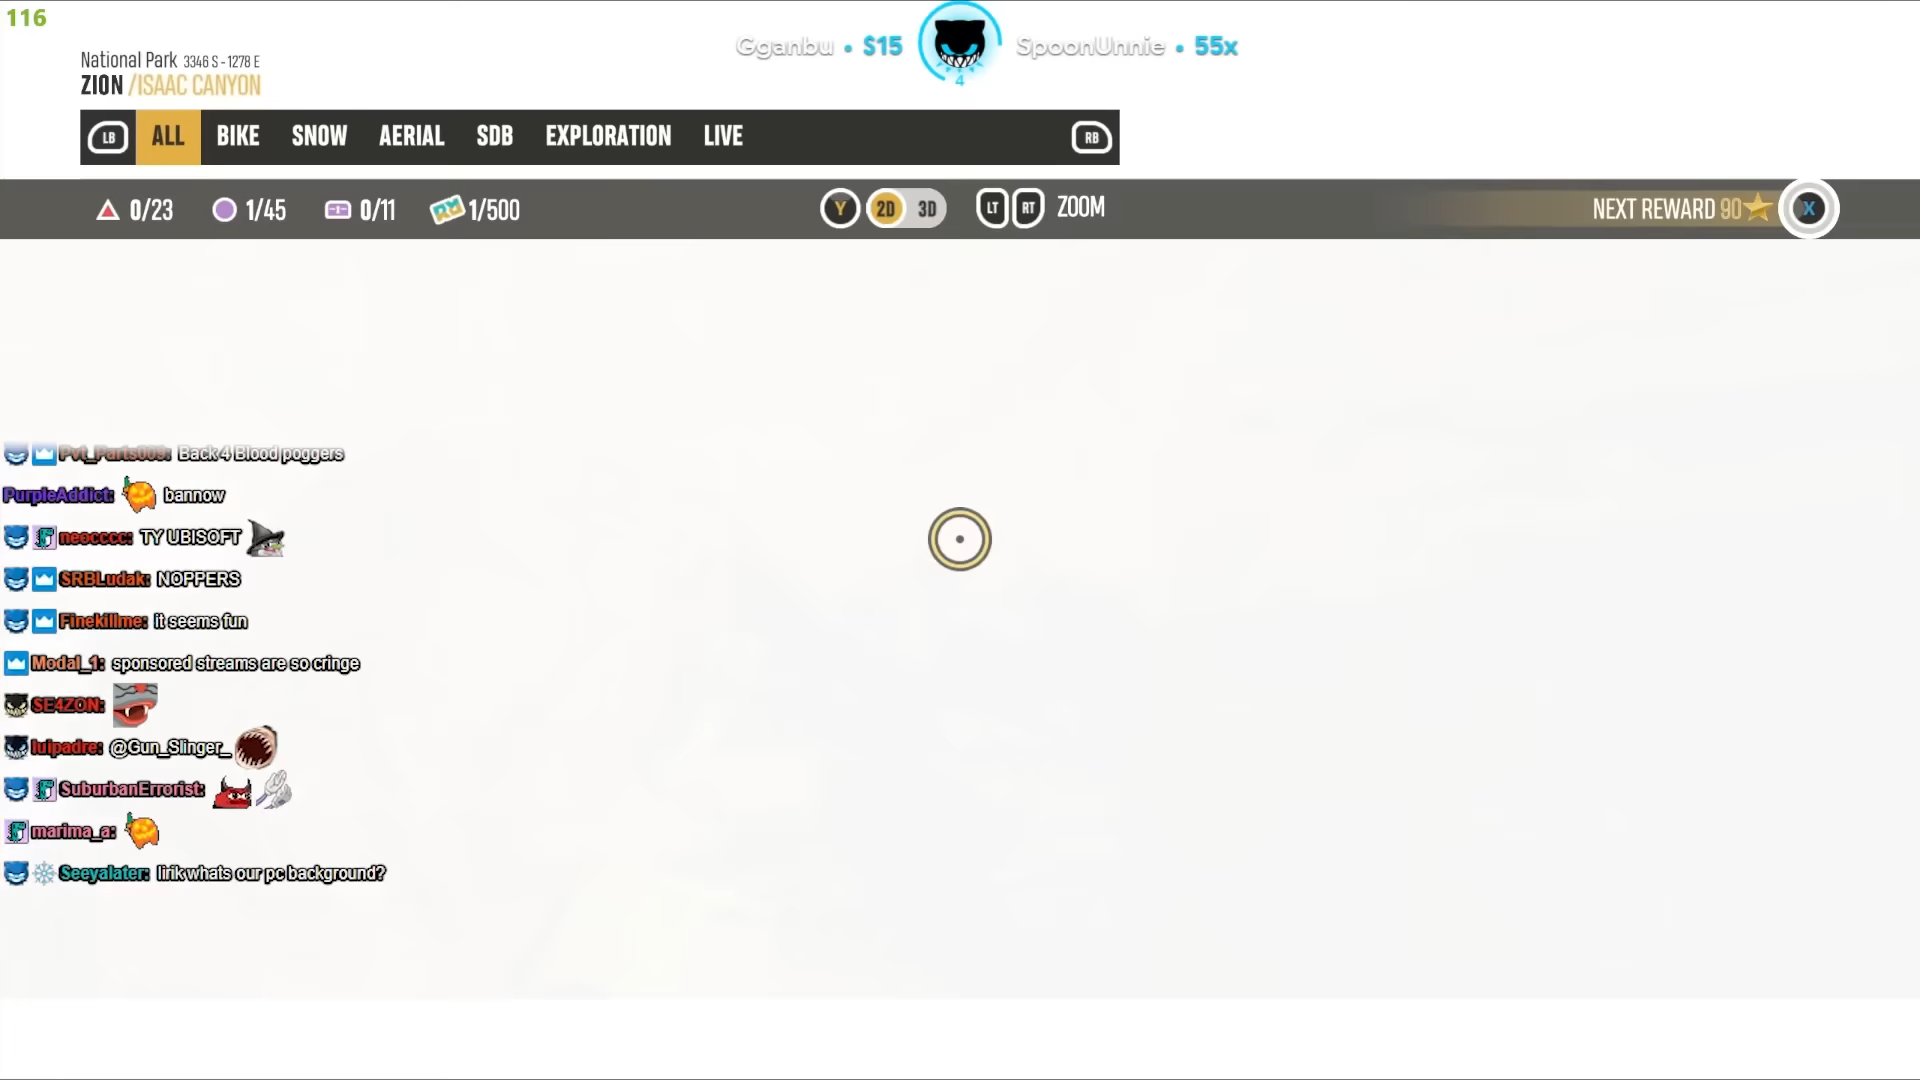 116
Gganbu • $15
4
SpoonUnnie • 55x
National Park 3346 S - 1278 E
ZION /ISAAC CANYON
LB ALL BIKE SNOW AERIAL SDB EXPLORATION LIVE RB
0/23 1/45 0/11 1/500 Y 2D 3D LT RT ZOOM NEXT REWARD 90 X
Pvt_Parts009: Back 4 Blood poggers
PurpleAddict: bannow
neocccc: TY UBISOFT
SRBLudak: NOPPERS
Finekillme: it seems fun
Modal_1: sponsored streams are so cringe
SE4ZON:
luipadre: @Gun_Slinger_
SuburbanErrorist:
marima_a:
Seeyalater: lirik whats our pc background?